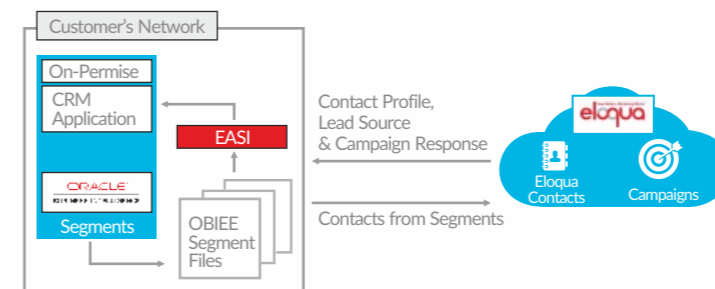 Customer's Network
On-Permise
CRM
Application
ORACLE
Segments
EASI
OBIEE
Segment
Files
Contact Profile,
Lead Source
& Campaign Response
Contacts from Segments
eloqua
Eloqua
Contacts
Campaigns